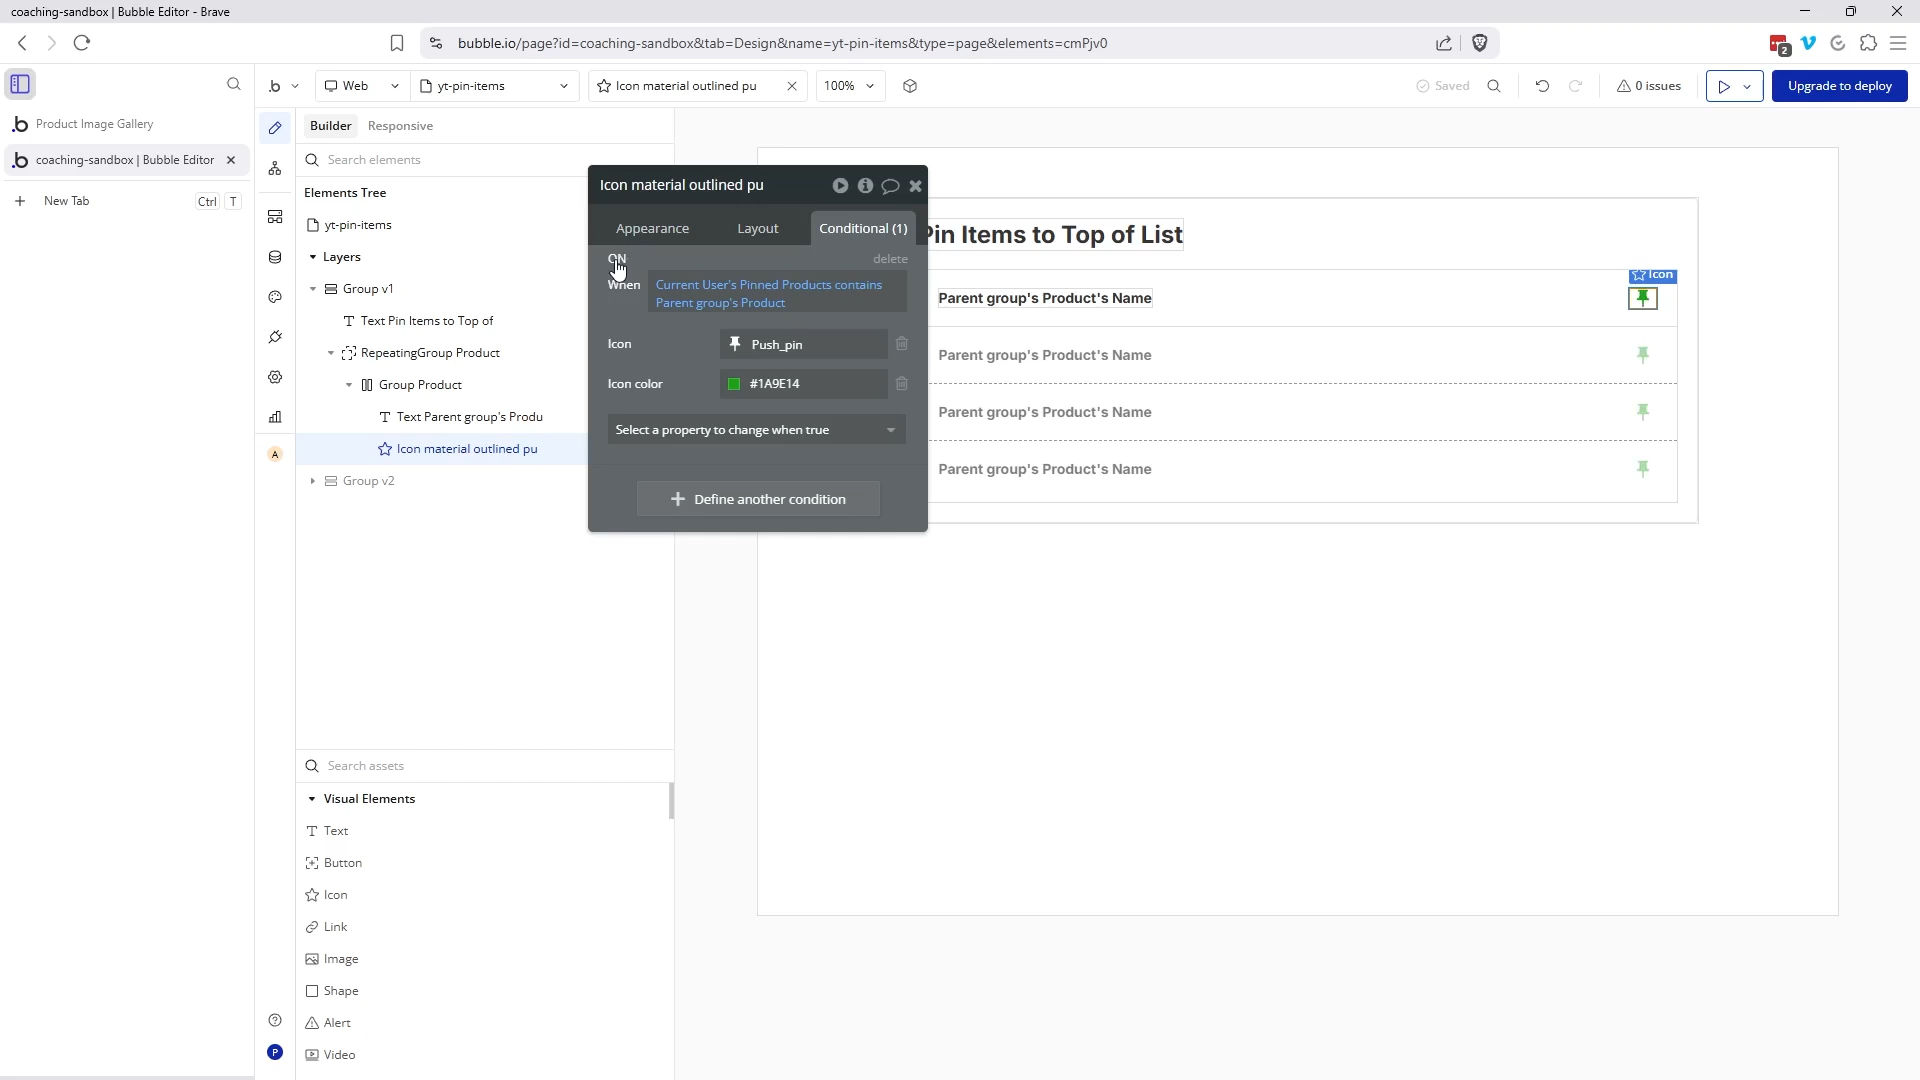 coaching-sandbox | Bubble Editor - Brave
bubble.io/page?id=coaching-sandbox&tab=Design&name=yt-pin-items&type=page&elements=cmPjv0
2
Web
yt-pin-items
Icon material outlined pu
100%
Saved
0 issues
Upgrade to deploy
Product Image Gallery
coaching-sandbox | Bubble Editor
New Tab
Ctrl
T
Builder
Responsive
Search elements
Elements Tree
yt-pin-items
Layers
Group v1
Text Pin Items to Top of
RepeatingGroup Product
Group Product
Text Parent group's Produ
Icon material outlined pu
Group v2
A
Icon material outlined pu
Appearance
Layout
Conditional (1)
ON
delete
When
Current User's Pinned Products contains
Parent group's Product
Icon
Push_pin
Icon color
#1A9E14
Select a property to change when true
Define another condition
Pin Items to Top of List
Icon
Parent group's Product's Name
Parent group's Product's Name
Parent group's Product's Name
Parent group's Product's Name
Search assets
Visual Elements
Text
Button
Icon
Link
Image
Shape
Alert
Video
P